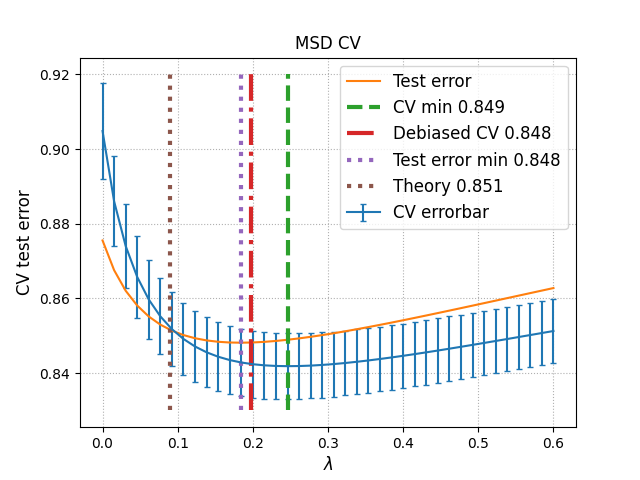 MSD CV
CV test error
0.92
0.90
0.88
0.86
0.84
Test error
CV min 0.849
Debiased CV 0.848
Test error min 0.848
Theory 0.851
CV errorbar
0.0 0.1 0.2 0.3 0.4 0.5 0.6
λ